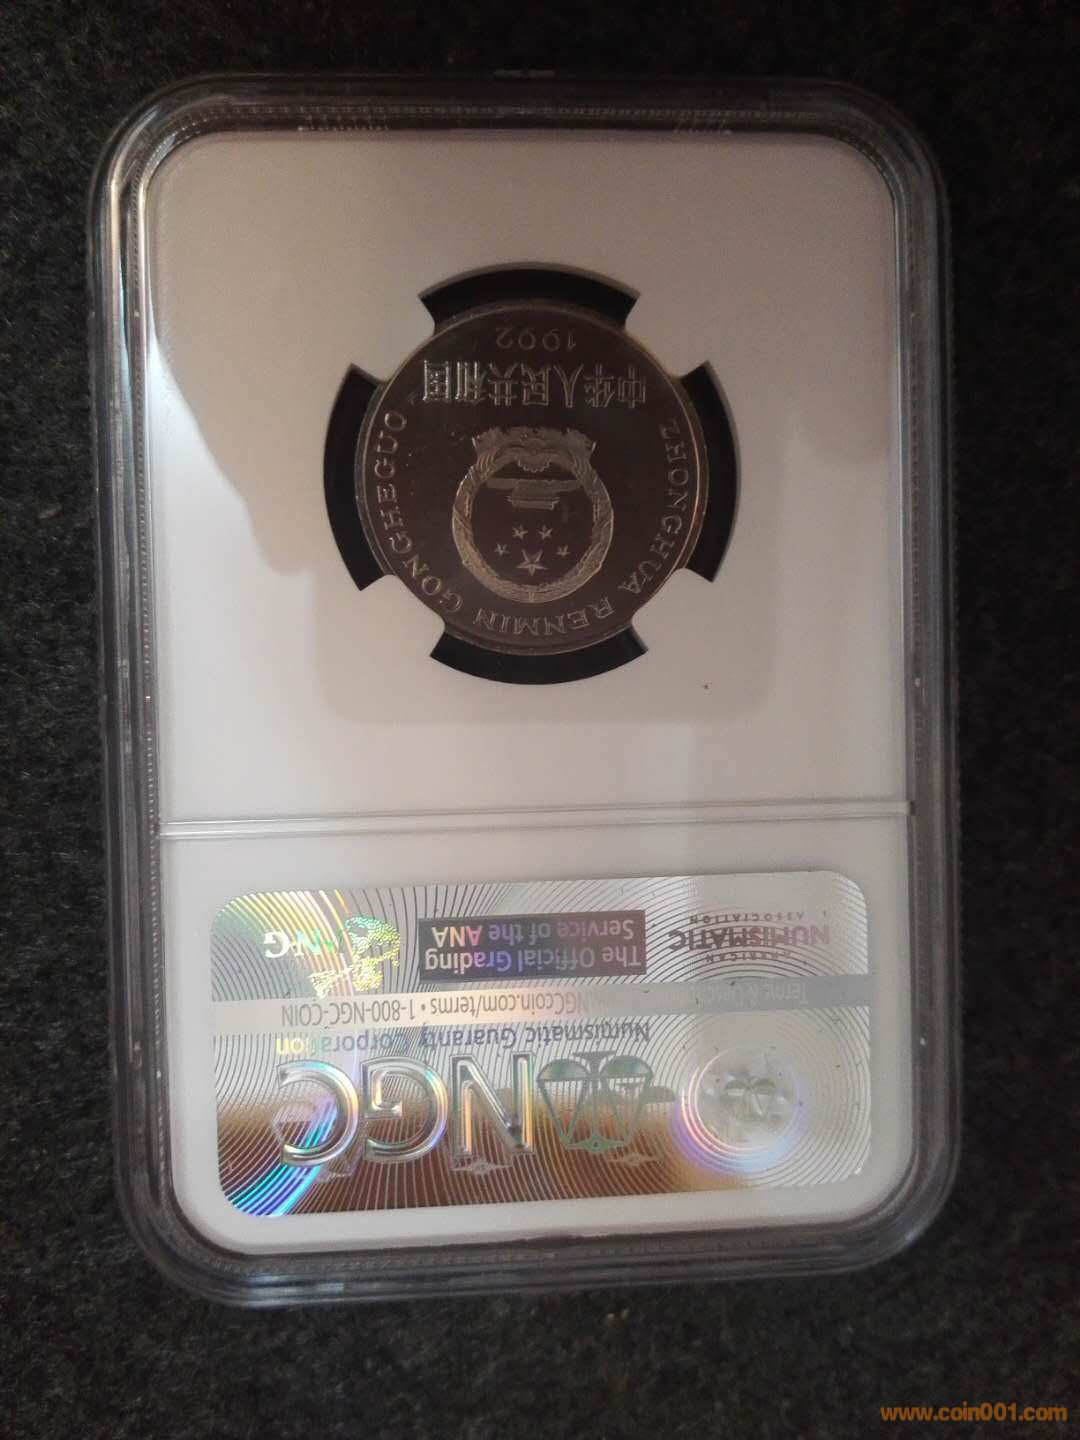 1992
中华人民共和国
ZHONGHUA RENMIN GONGHEGUO
NGC
Numismatic Guaranty Corporation
NGCcoin.com/terms • 1-800-NGC-COIN
The Official Grading
Service of the ANA
NUMISMATIC
ASSOCIATION
www.coin001.com